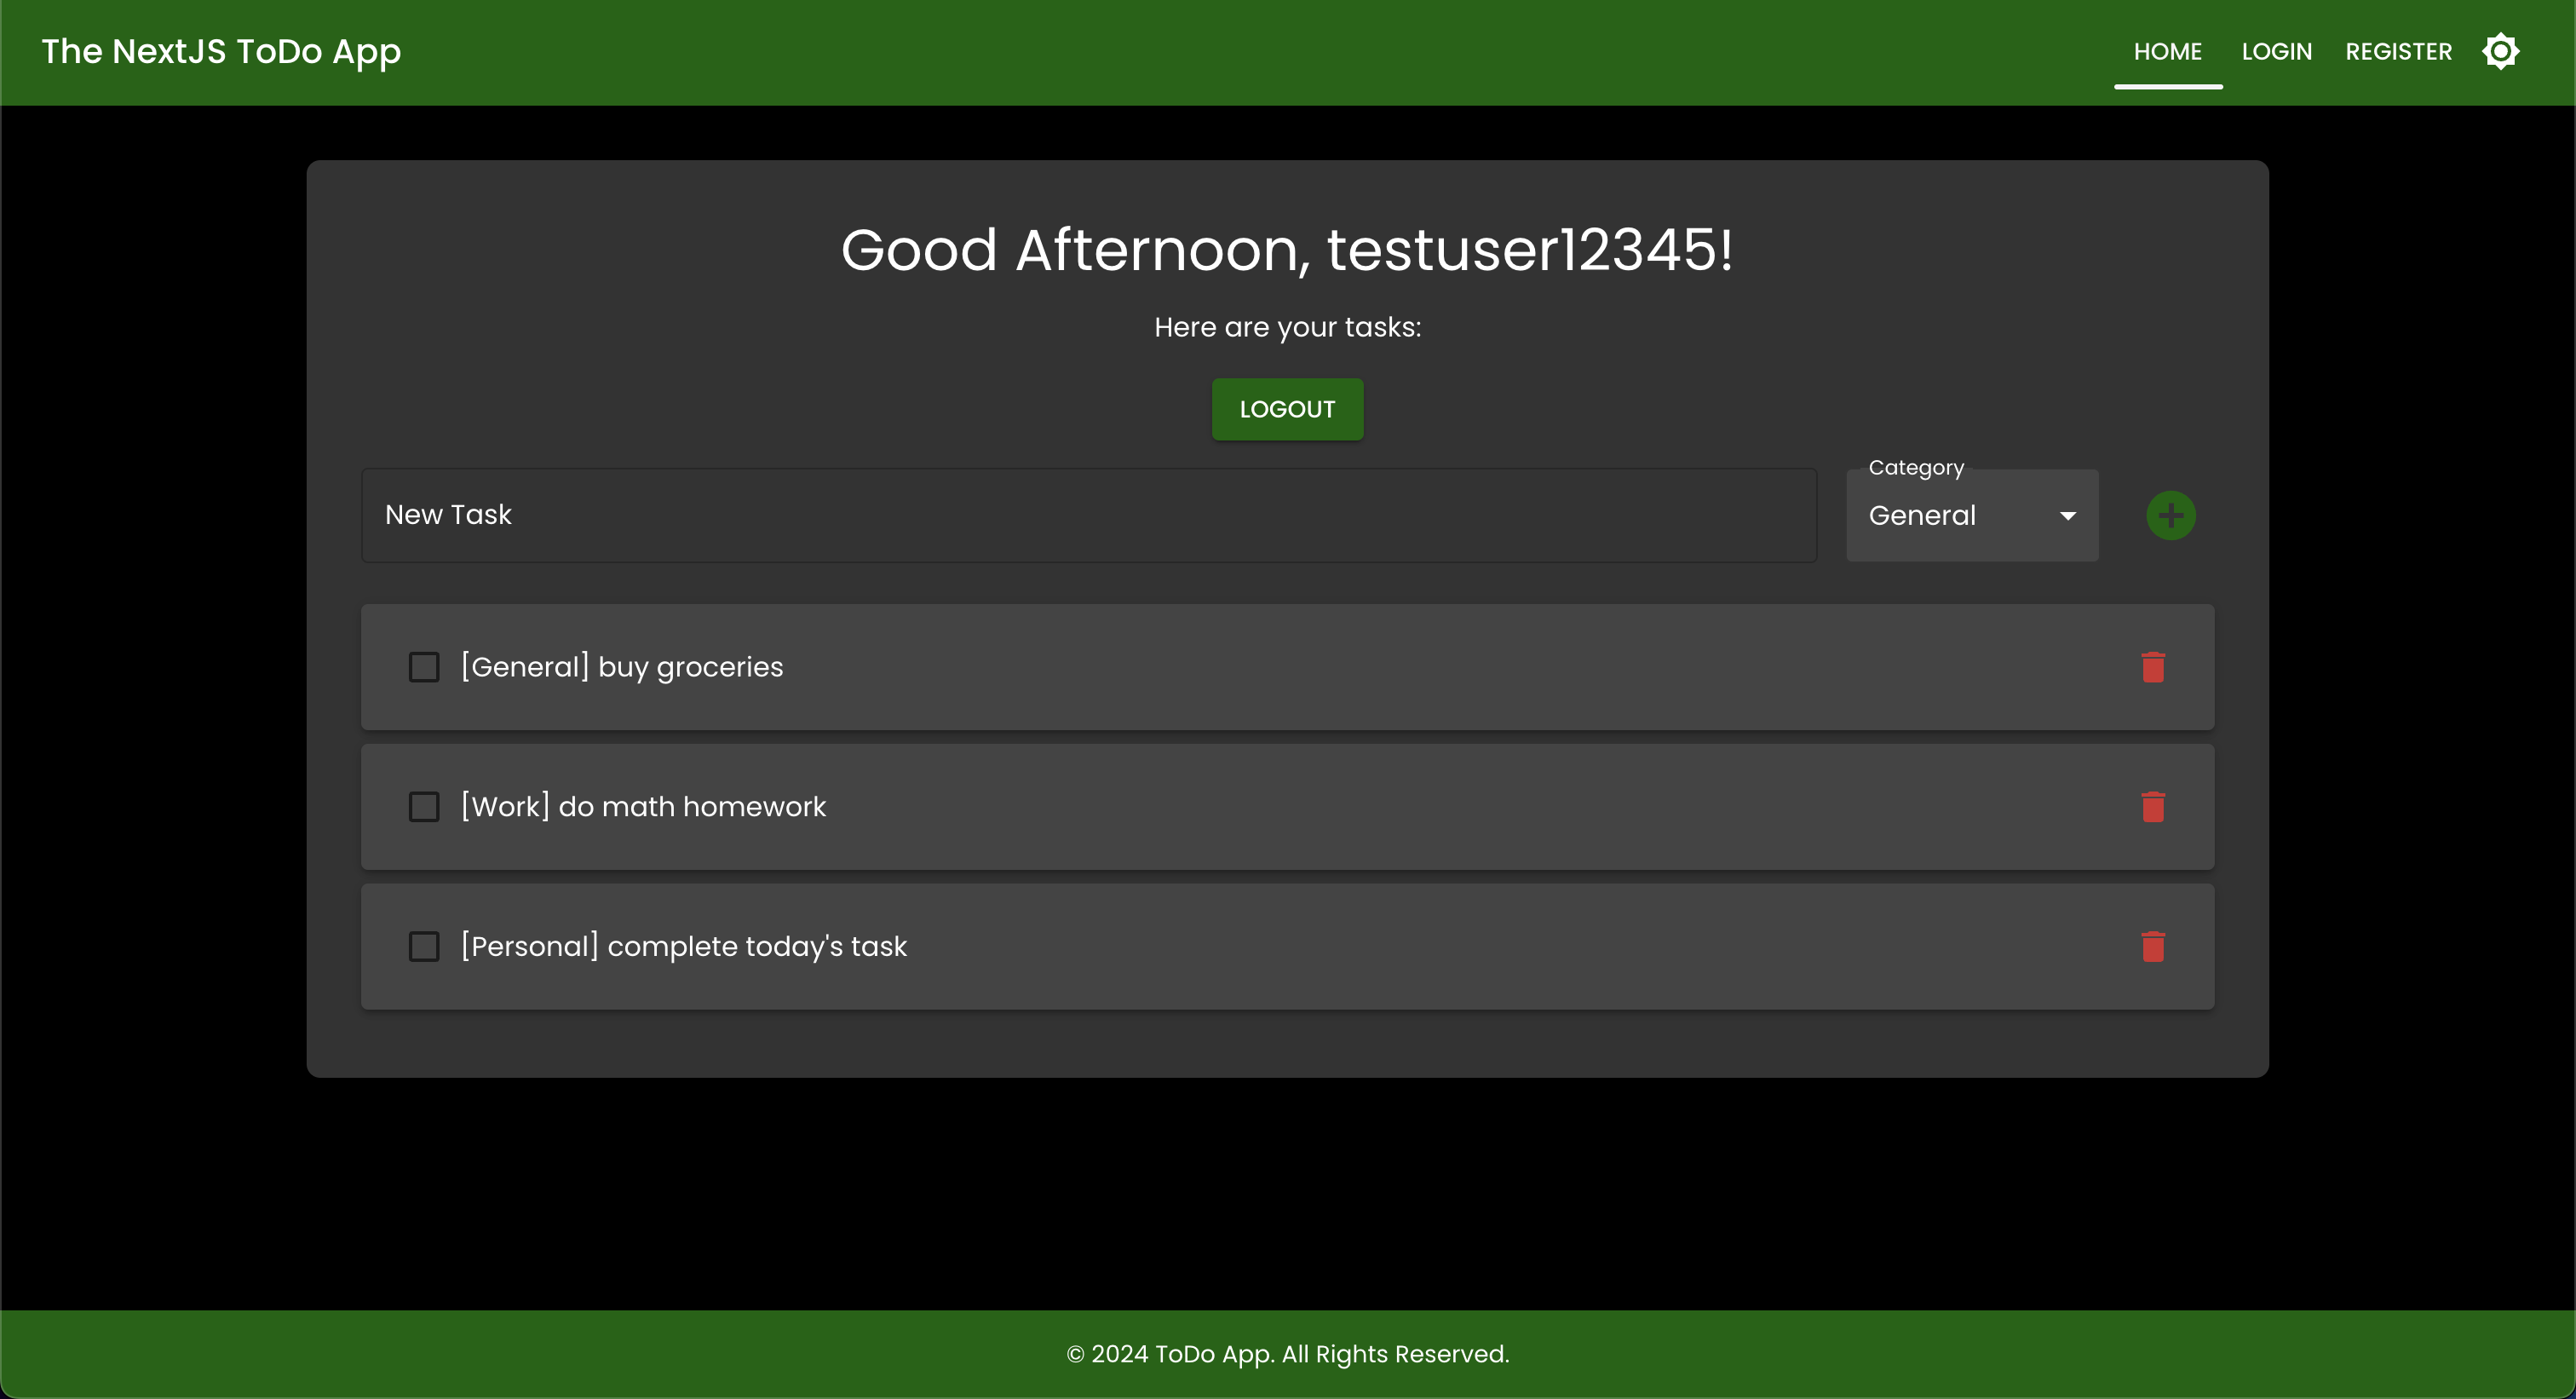 The NextJS ToDo App
HOME LOGIN REGISTER
Good Afternoon, testuser12345!
Here are your tasks:
LOGOUT
Category
New Task
General
[General] buy groceries
[Work] do math homework
[Personal] complete today's task
© 2024 ToDo App. All Rights Reserved.